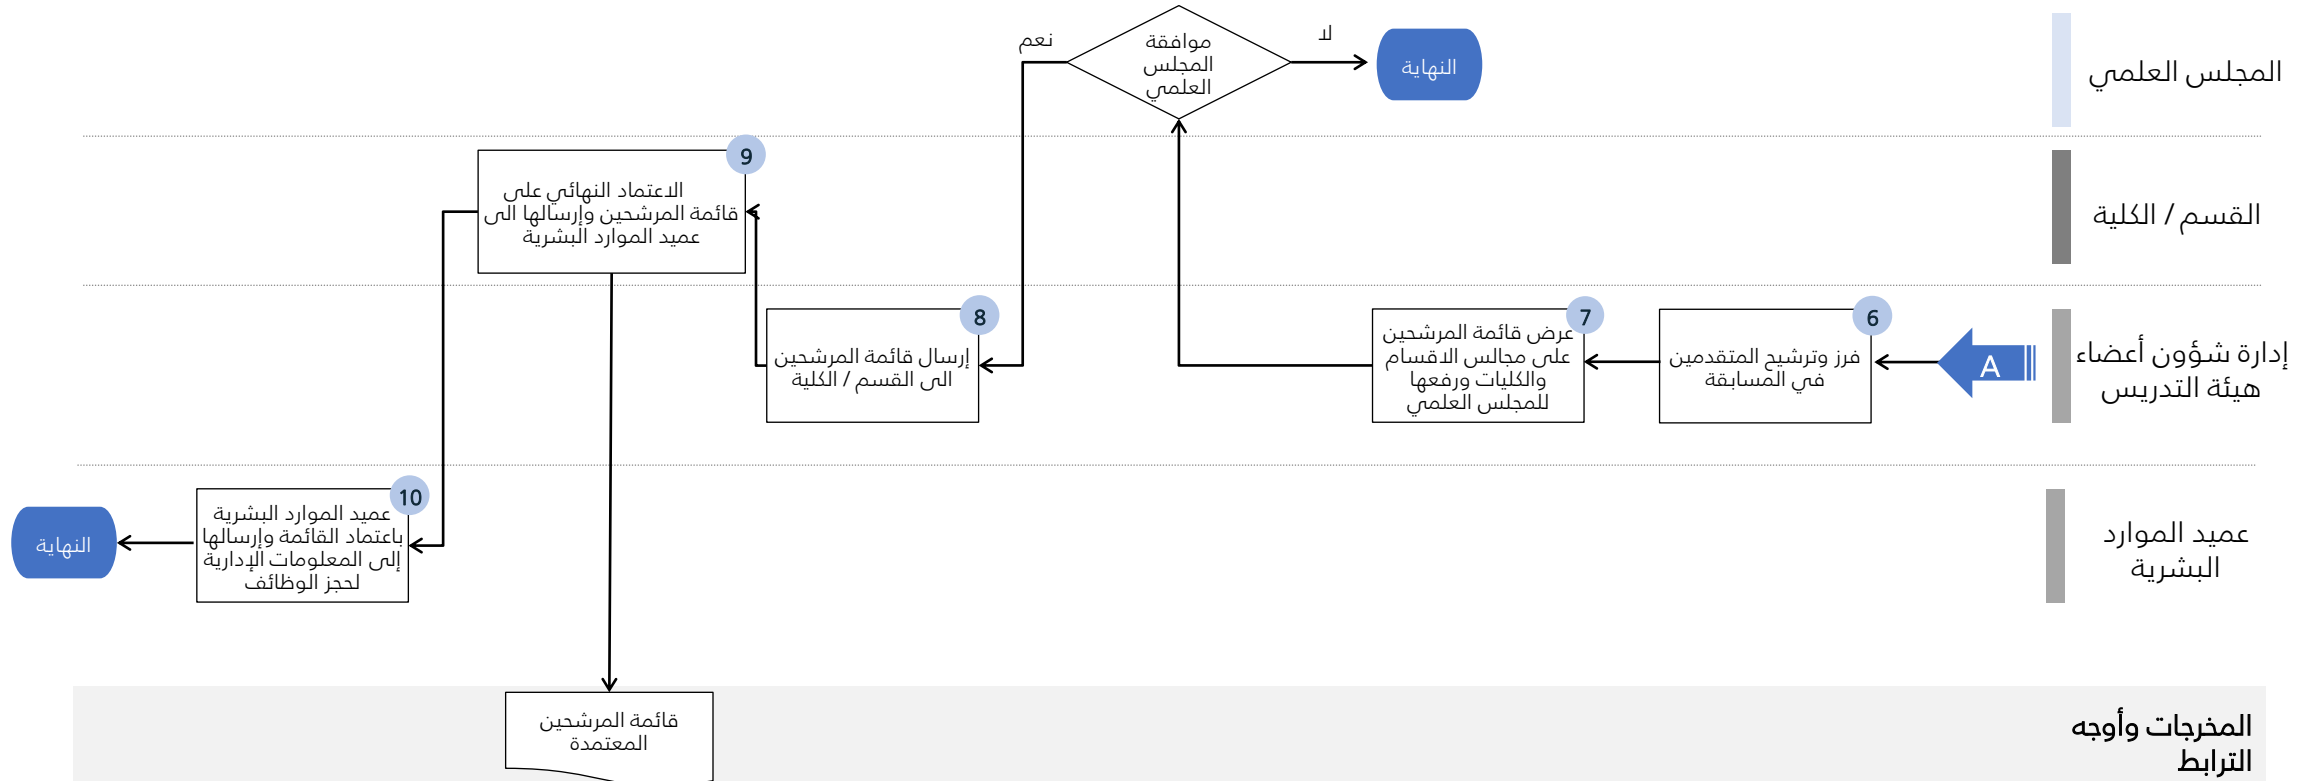 المجلس العلمي
موافقة
المجلس
العلمي
لا
النهاية
نعم
القسم / الكلية
9
الاعتماد النهائي على
قائمة المرشحين وإرسالها الى
عميد الموارد البشرية
إدارة شؤون أعضاء
هيئة التدريس
A
6
فرز وترشيح المتقدمين
في المسابقة
7
عرض قائمة المرشحين
على مجالس الاقسام
والكليات ورفعها
للمجلس العلمي
8
إرسال قائمة المرشحين
الى القسم / الكلية
عميد الموارد
البشرية
10
عميد الموارد البشرية
باعتماد القائمة وإرسالها
إلى المعلومات الإدارية
لحجز الوظائف
النهاية
المخرجات وأوجه
الترابط
قائمة المرشحين
المعتمدة